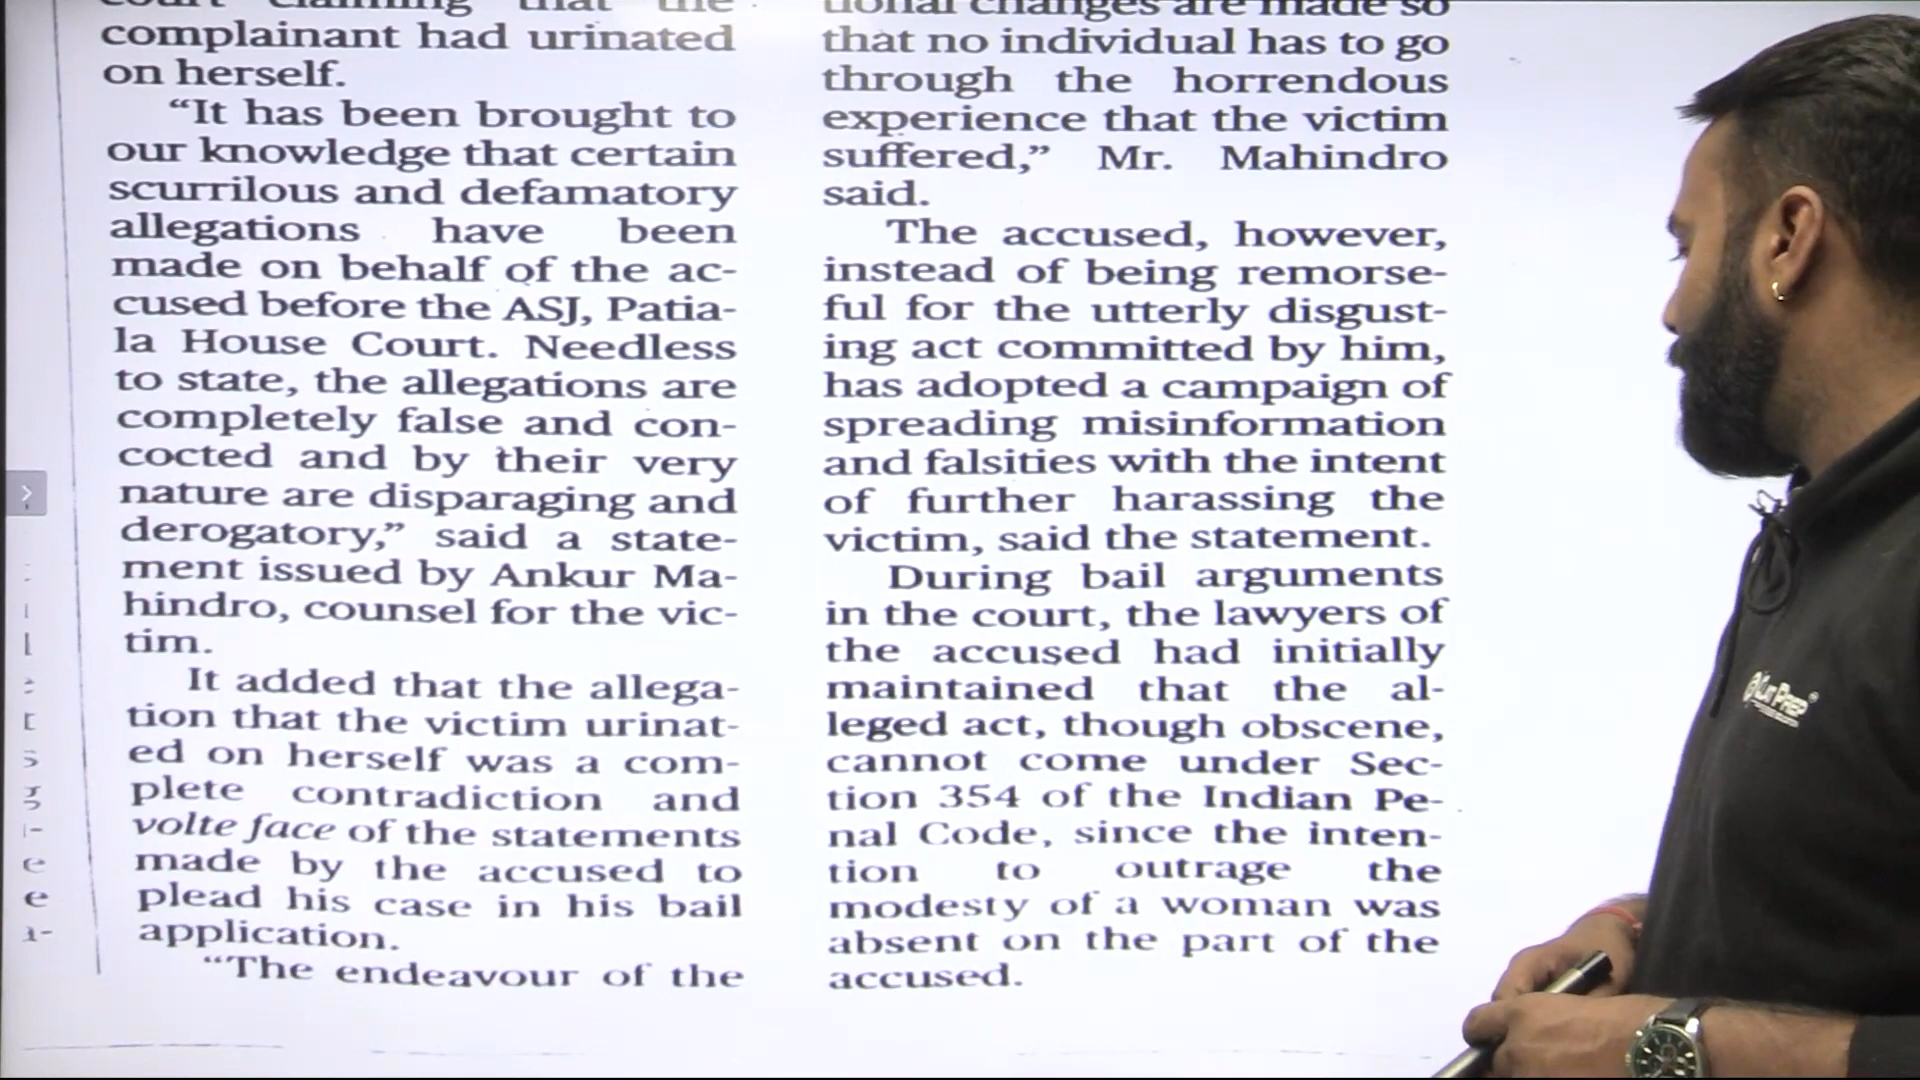 complainant had urinated
on herself.
“It has been brought to
our knowledge that certain
scurrilous and defamatory
allegations have been
made on behalf of the ac-
cused before the ASJ, Patia-
la House Court. Needless
to state, the allegations are
completely false and con-
cocted and by their very
nature are disparaging and
derogatory,” said a state-
ment issued by Ankur Ma-
hindro, counsel for the vic-
tim.
It added that the allega-
tion that the victim urinat-
ed on herself was a com-
plete contradiction and
volte face of the statements
made by the accused to
plead his case in his bail
application.
“The endeavour of the
tional changes are made so
that no individual has to go
through the horrendous
experience that the victim
suffered,” Mr. Mahindro
said.
The accused, however,
instead of being remorse-
ful for the utterly disgust-
ing act committed by him,
has adopted a campaign of
spreading misinformation
and falsities with the intent
of further harassing the
victim, said the statement.
During bail arguments
in the court, the lawyers of
the accused had initially
maintained that the al-
leged act, though obscene,
cannot come under Sec-
tion 354 of the Indian Pe-
nal Code, since the inten-
tion to outrage the
modesty of a woman was
absent on the part of the
accused.
PREP